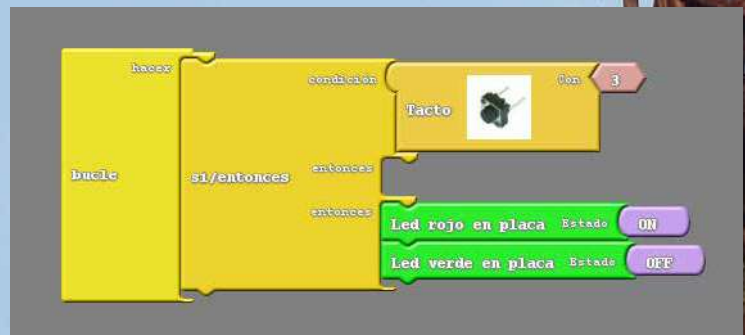 hacer
condición
Con
3
Tacto
bucle
si/entonces
entonces
entonces
Led rojo en placa Estado ON
Led verde en placa Estado OFF